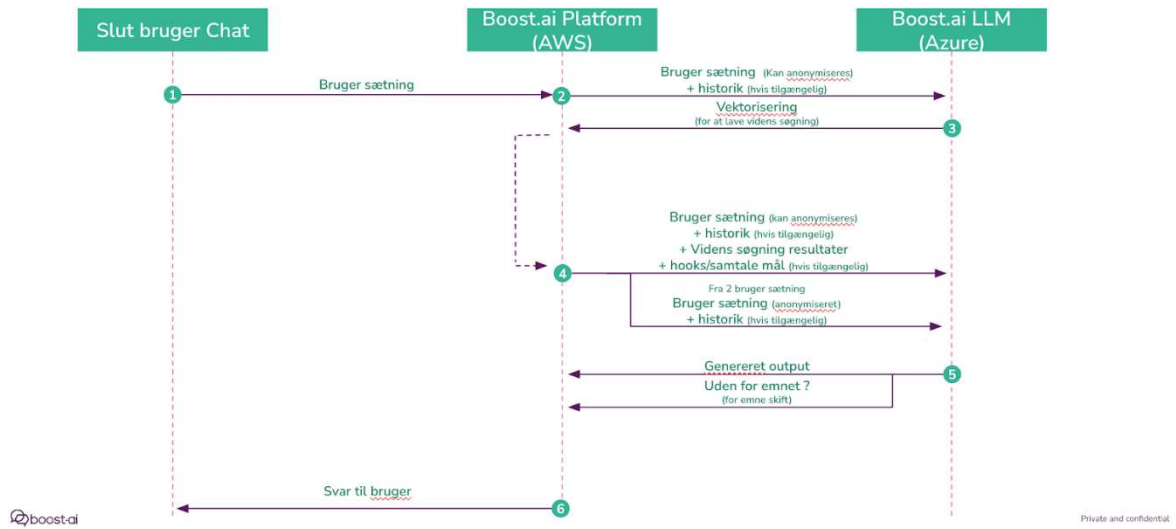 Slut bruger Chat
Boost.ai Platform
(AWS)
Boost.ai LLM
(Azure)
1
Bruger sætning
2
Bruger sætning (Kan anonymiseres)
+ historik (hvis tilgængelig)
Vektorisering
(for at lave videns søgning)
3
Bruger sætning (kan anonymiseres)
+ historik (hvis tilgængelig)
+ Videns søgning resultater
+ hooks/samtale mål (hvis tilgængelig)
4
Fra 2 bruger sætning
Bruger sætning (anonymiseret)
+ historik (hvis tilgængelig)
Genereret output
5
Uden for emnet ?
(for emne skift)
Svar til bruger
6
boost.ai
Private and confidential